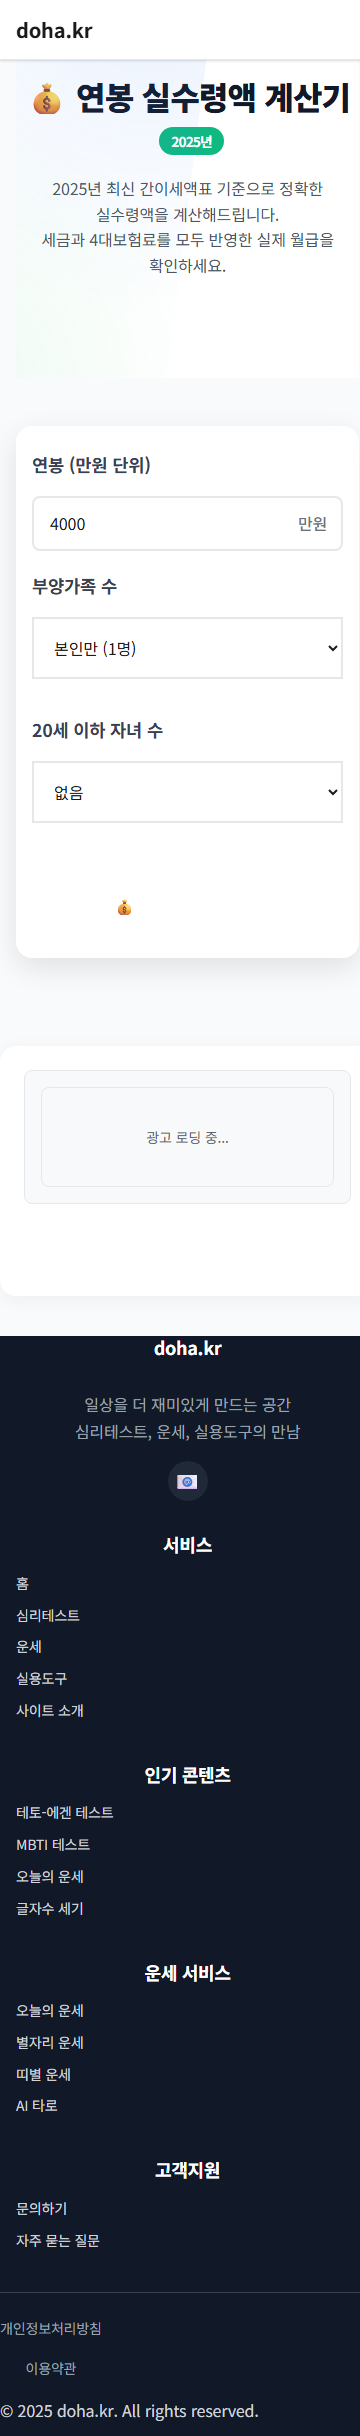 doha.kr
연봉 실수령액 계산기
2025년
2025년 최신 간이세액표 기준으로 정확한
실수령액을 계산해드립니다.
세금과 4대보험료를 모두 반영한 실제 월급을
확인하세요.
연봉 (만원 단위)
4000 만원
부양가족 수
본인만 (1명)
20세 이하 자녀 수
없음
광고 로딩 중...
doha.kr
일상을 더 재미있게 만드는 공간
심리테스트, 운세, 실용도구의 만남
서비스
홈
심리테스트
운세
실용도구
사이트 소개
인기 콘텐츠
테토-에겐 테스트
MBTI 테스트
오늘의 운세
글자수 세기
운세 서비스
오늘의 운세
별자리 운세
띠별 운세
AI 타로
고객지원
문의하기
자주 묻는 질문
개인정보처리방침
이용약관
© 2025 doha.kr. All rights reserved.